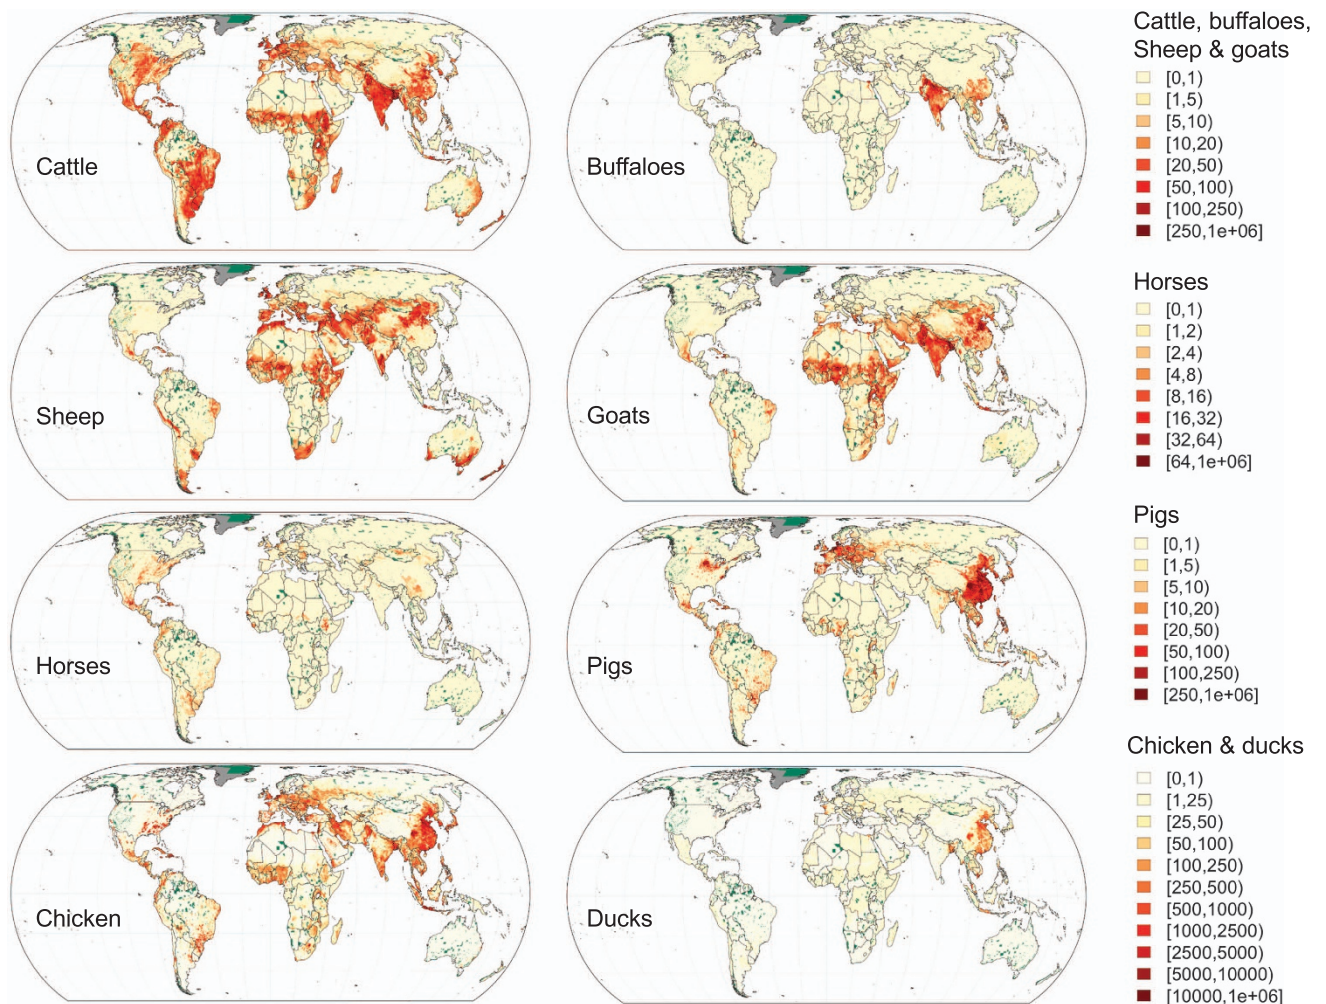 Cattle
Buffaloes
Cattle, buffaloes,
Sheep & goats
[0,1)
[1,5)
[5,10)
[10,20)
[20,50)
[50,100)
[100,250)
[250,1e+06]
Sheep
Goats
Horses
[0,1)
[1,2)
[2,4)
[4,8)
[8,16)
[16,32)
[32,64)
[64,1e+06]
Horses
Pigs
Pigs
[0,1)
[1,5)
[5,10)
[10,20)
[20,50)
[50,100)
[100,250)
[250,1e+06]
Chicken
Ducks
Chicken & ducks
[0,1)
[1,25)
[25,50)
[50,100)
[100,250)
[250,500)
[500,1000)
[1000,2500)
[2500,5000)
[5000,10000)
[10000,1e+06]